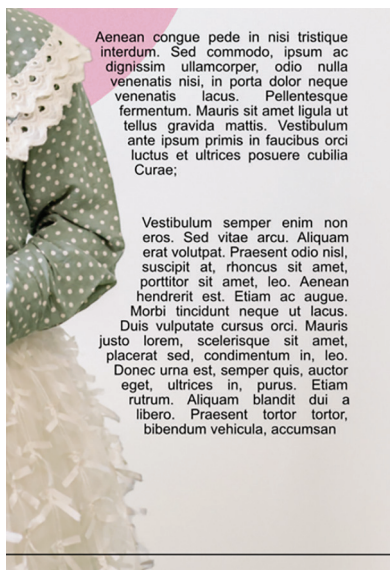 Aenean congue pede in nisi tristique
interdum. Sed commodo, ipsum ac
dignissim ullamcorper, odio nulla
venenatis nisi, in porta dolor neque
venenatis lacus. Pellentesque
fermentum. Mauris sit amet ligula ut
tellus gravida mattis. Vestibulum
ante ipsum primis in faucibus orci
luctus et ultrices posuere cubilia
Curae;
Vestibulum semper enim non
eros. Sed vitae arcu. Aliquam
erat volutpat. Praesent odio nisl,
suscipit at, rhoncus sit amet,
porttitor sit amet, leo. Aenean
hendrerit est. Etiam ac augue.
Morbi tincidunt neque ut lacus.
Duis vulputate cursus orci. Mauris
justo lorem, scelerisque sit amet,
placerat sed, condimentum in, leo.
Donec urna est, semper quis, auctor
eget, ultrices in, purus. Etiam
rutrum. Aliquam blandit dui a
libero. Praesent tortor tortor,
bibendum vehicula, accumsan